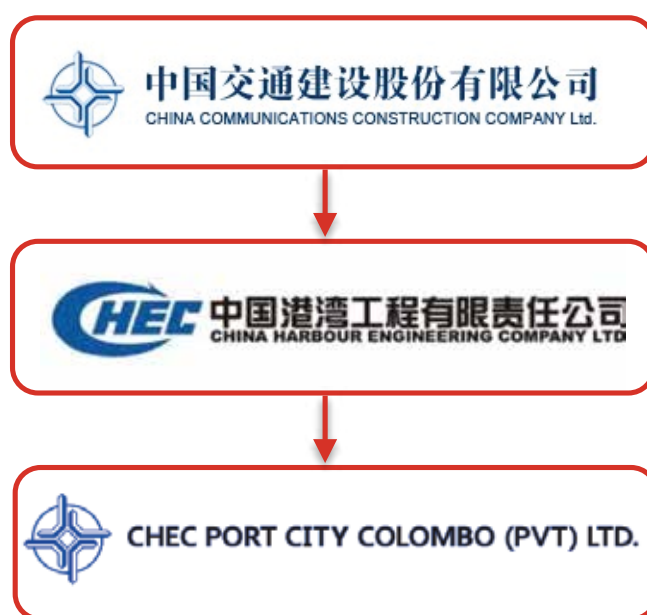 中国交通建设股份有限公司
CHINA COMMUNICATIONS CONSTRUCTION COMPANY Ltd.
CHEC 中国港湾工程有限责任公司
CHINA HARBOUR ENGINEERING COMPANY LTD
CHEC PORT CITY COLOMBO (PVT) LTD.